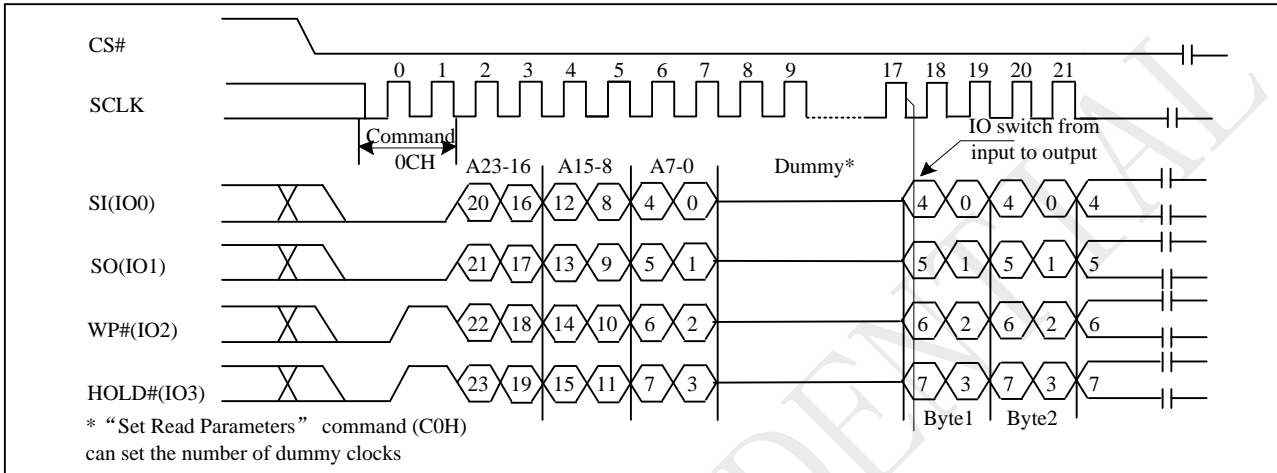 CS#
0 1 2 3 4 5 6 7 8 9 17 18 19 20 21
SCLK
Command
0CH
IO switch from
input to output
A23-16 A15-8 A7-0 Dummy*
SI(IO0) 20 16 12 8 4 0 4 0 4 0 4
SO(IO1) 21 17 13 9 5 1 5 1 5 1 5
WP#(IO2) 22 18 14 10 6 2 6 2 6 2 6
HOLD#(IO3) 23 19 15 11 7 3 7 3 7 3 7
Byte1 Byte2
* “Set Read Parameters” command (C0H)
can set the number of dummy clocks